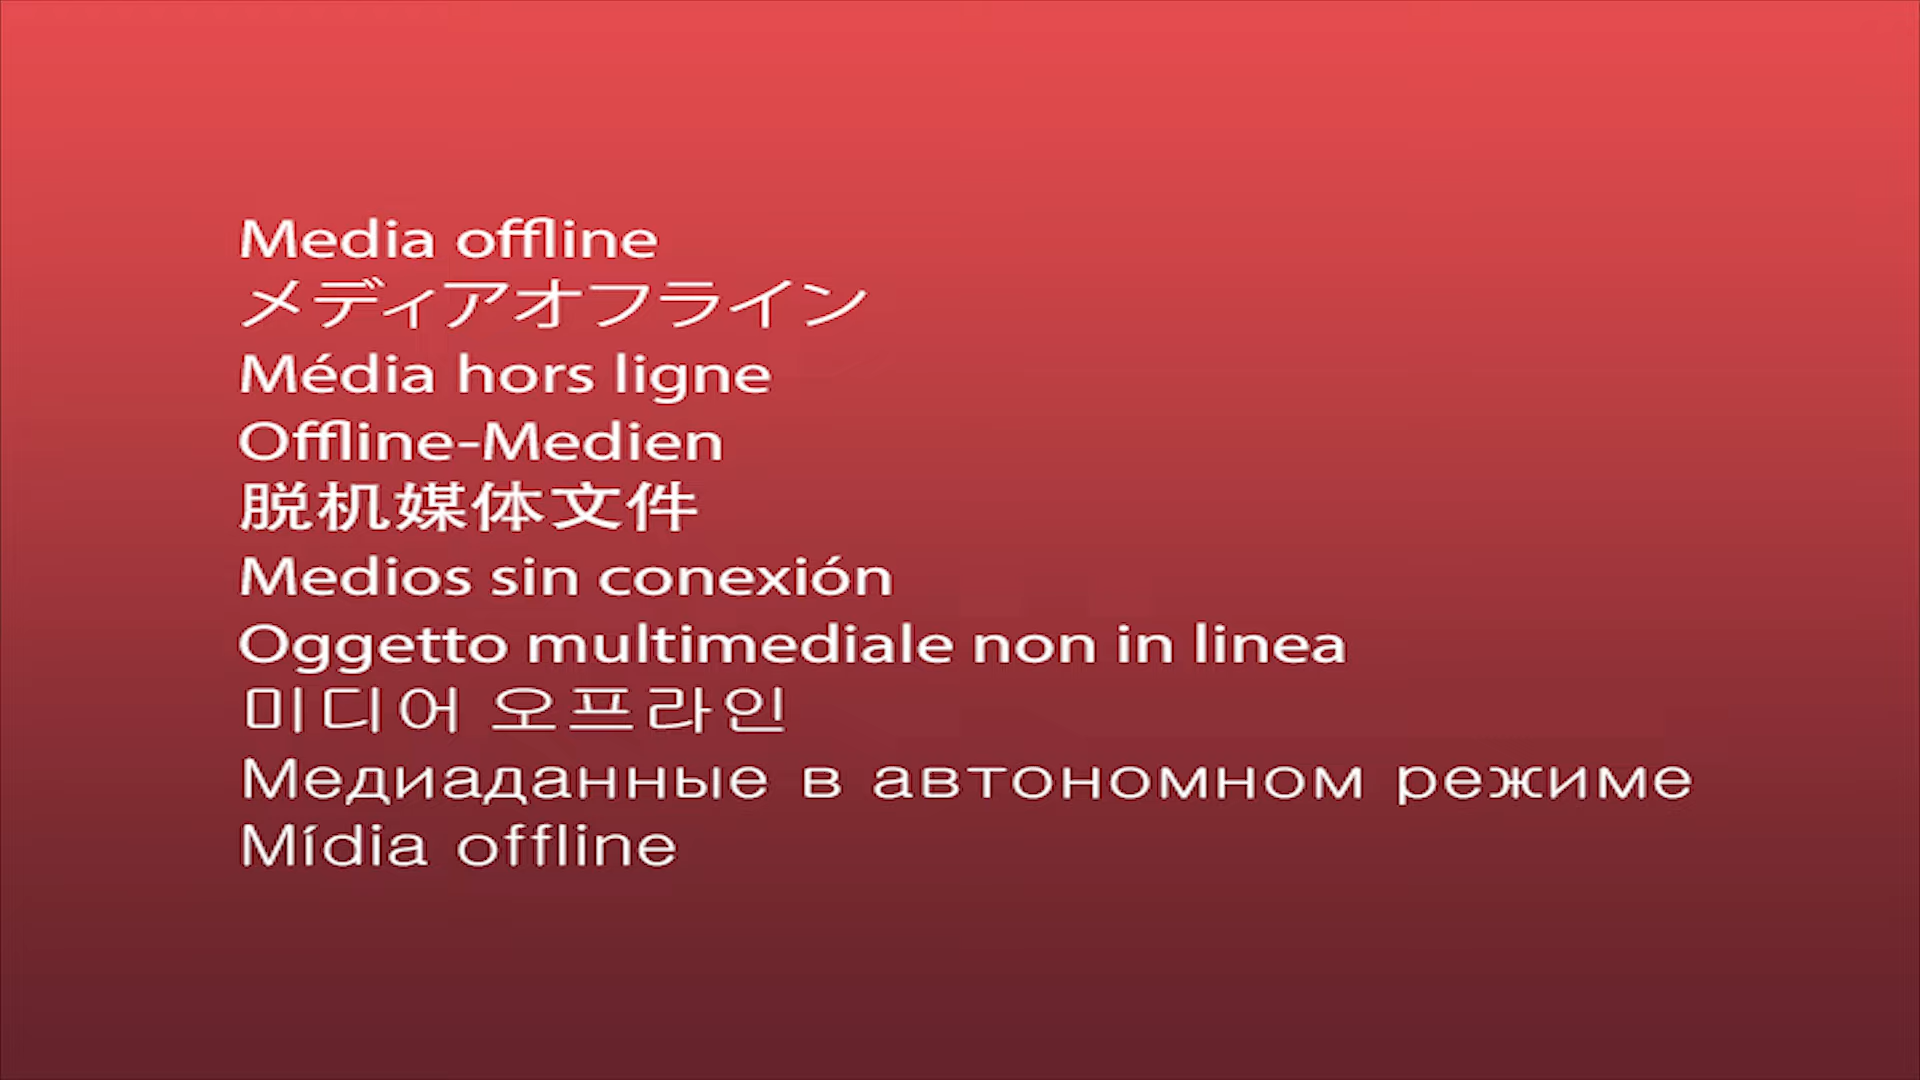 Media offline
メディアオフライン
Média hors ligne
Offline-Medien
脱机媒体文件
Medios sin conexión
Oggetto multimediale non in linea
미디어 오프라인
Медиаданные в автономном режиме
Mídia offline